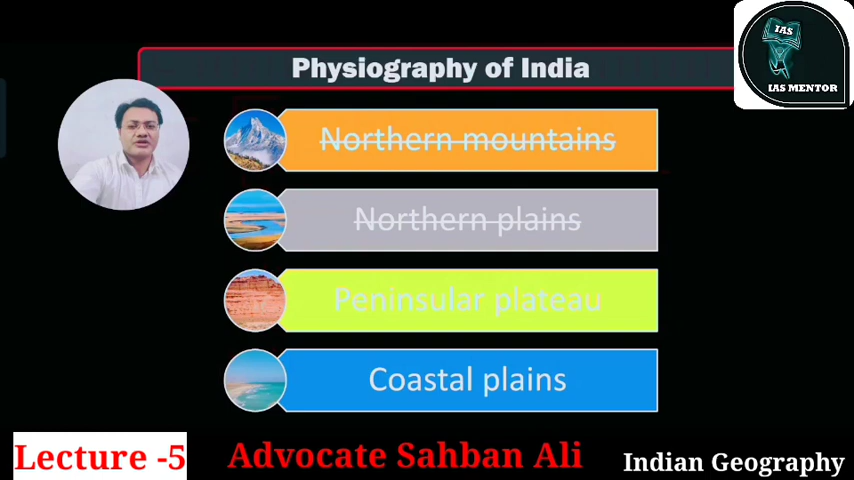 IAS
IAS MENTOR
Physiography of India
Northern mountains
Northern plains
Peninsular plateau
Coastal plains
Lecture -5
Advocate Sahban Ali
Indian Geography